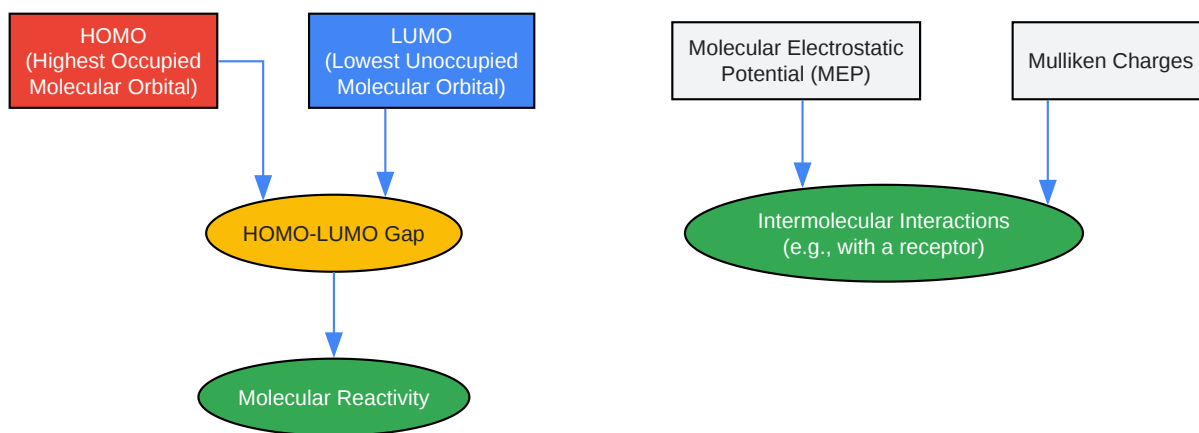 HOMO
(Highest Occupied
Molecular Orbital)
LUMO
(Lowest Unoccupied
Molecular Orbital)
Molecular Electrostatic
Potential (MEP)
Mulliken Charges
HOMO-LUMO Gap
Intermolecular Interactions
(e.g., with a receptor)
Molecular Reactivity